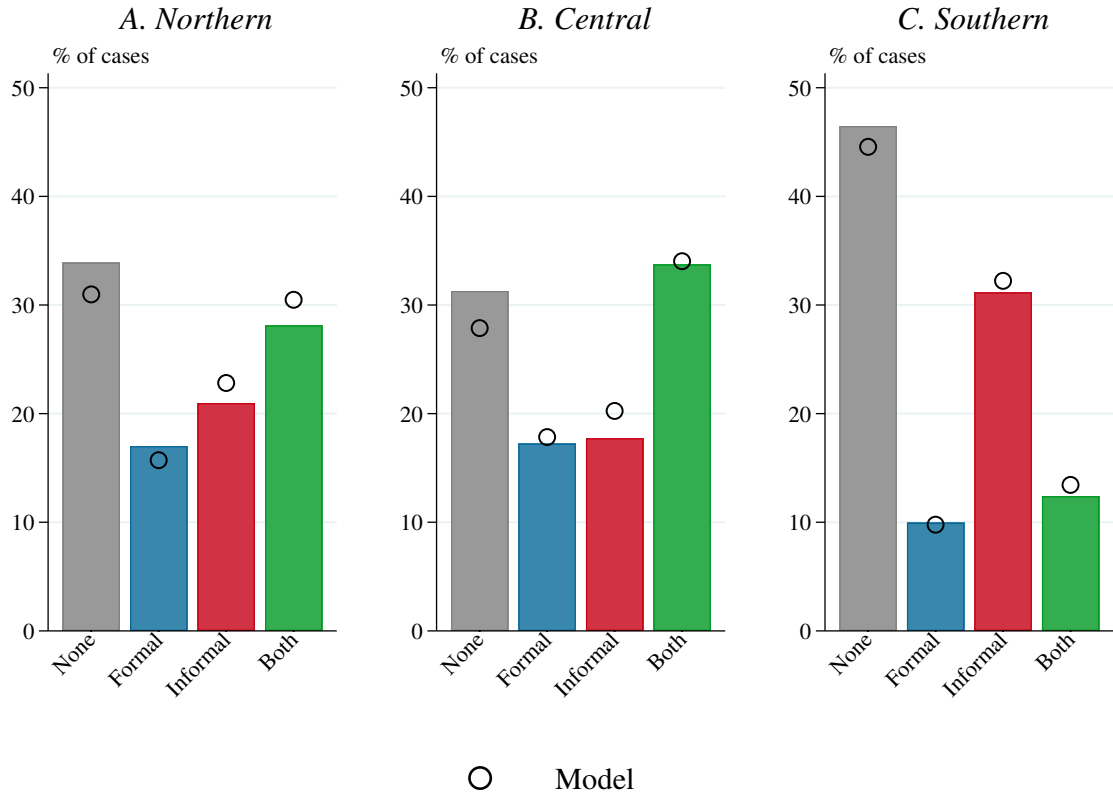 A. Northern
% of cases
50
40
30
20
10
0
None
Formal
Informal
Both
B. Central
% of cases
50
40
30
20
10
0
None
Formal
Informal
Both
C. Southern
% of cases
50
40
30
20
10
0
None
Formal
Informal
Both
Model